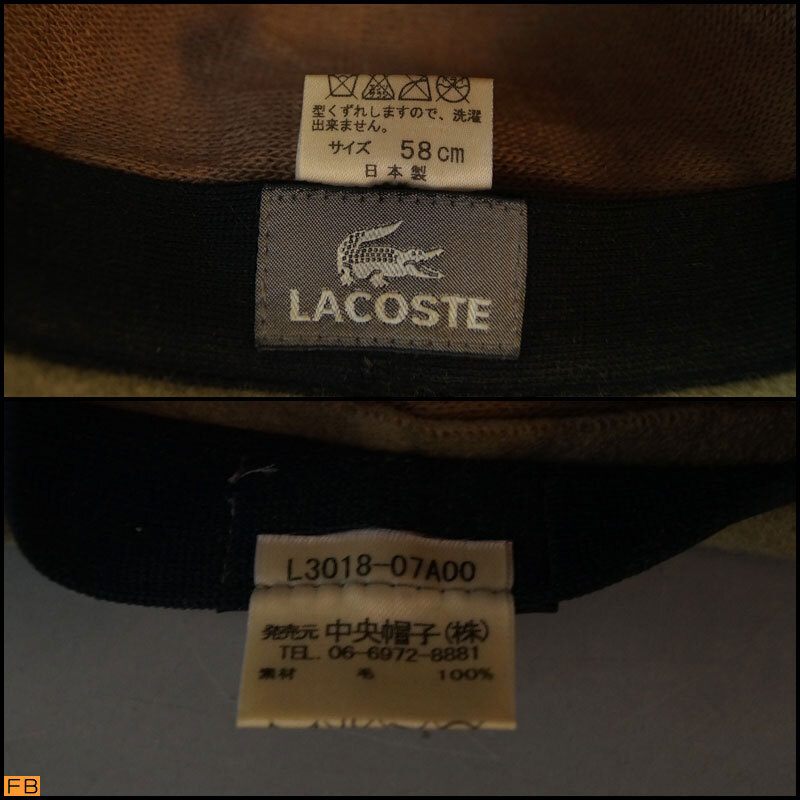 型くずれしますので、洗濯
出来ません。
サイズ 58cm
日本製
LACOSTE
L3018-07A00
発売元 中央帽子(株)
TEL. 06-6972-8881
素材 毛 100%
FB